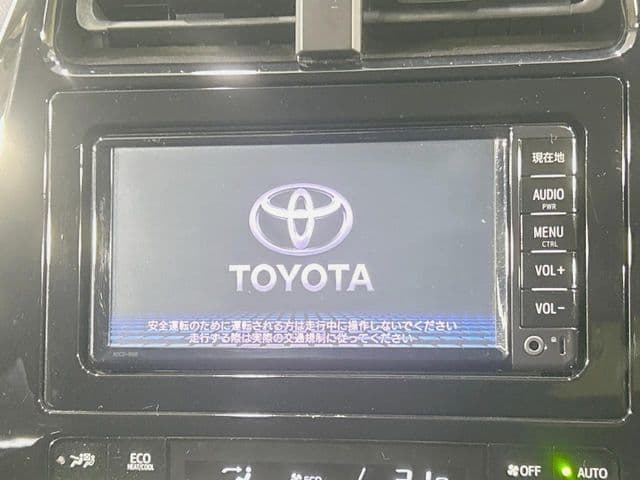 現在地
AUDIO
PWR
MENU
CTRL
VOL+
VOL-
TOYOTA
安全運転のために運転される方は走行中に操作しないでください
走行する際は実際の交通規制に従ってください
ECO
HEAT/COOL
ECO
OFF
AUTO